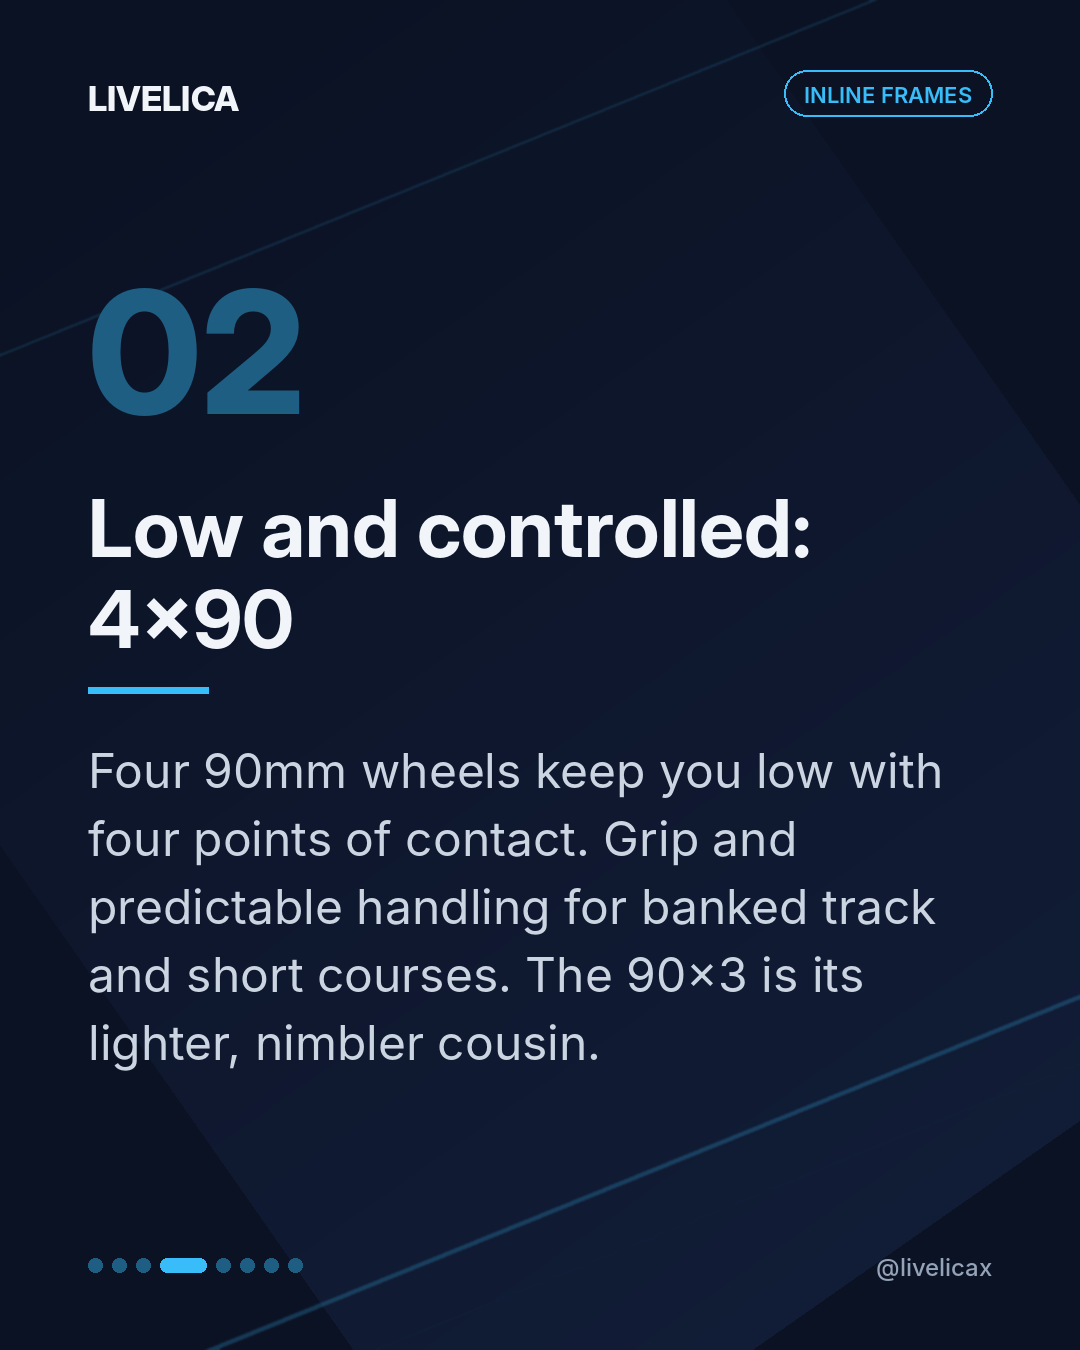 LIVELICA
INLINE FRAMES
02
Low and controlled:
4×90
Four 90mm wheels keep you low with
four points of contact. Grip and
predictable handling for banked track
and short courses. The 90×3 is its
lighter, nimbler cousin.
@livelicax